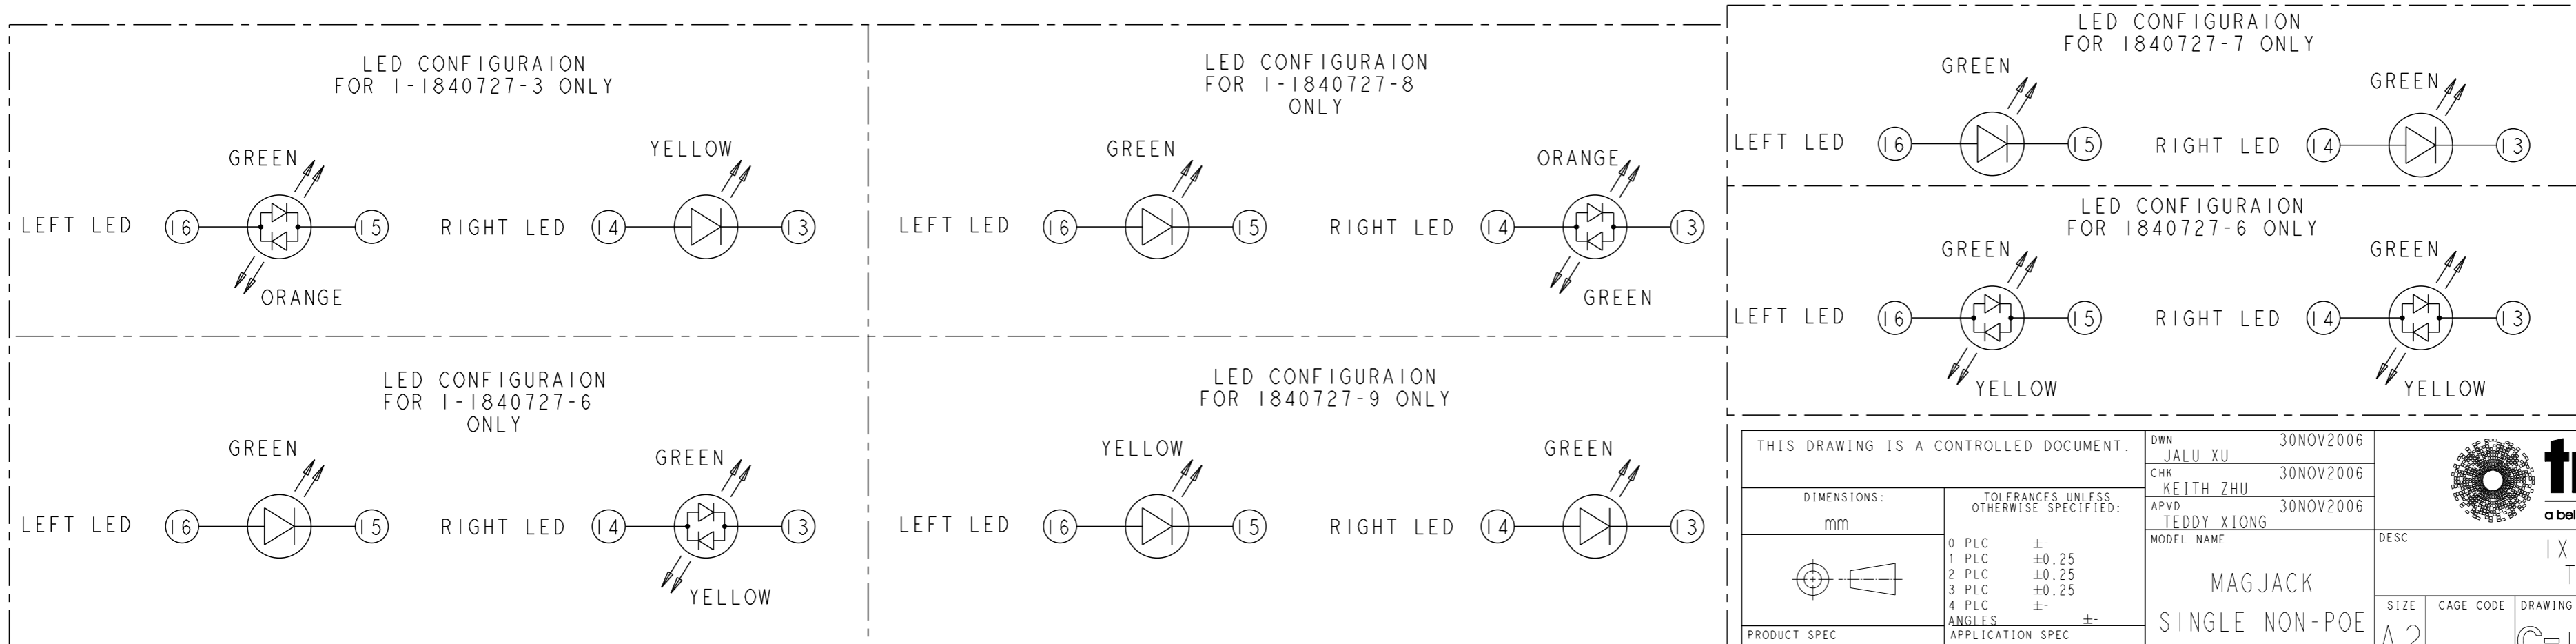 LED CONFIGURAION
FOR 1-1840727-3 ONLY
GREEN
YELLOW
LEFT LED 16 15 RIGHT LED 14 13
ORANGE
LED CONFIGURAION
FOR 1-1840727-8
ONLY
GREEN
ORANGE
LEFT LED 16 15 RIGHT LED 14 13
GREEN
LED CONFIGURAION
FOR 1840727-7 ONLY
GREEN
GREEN
LEFT LED 16 15 RIGHT LED 14 13
LED CONFIGURAION
FOR 1840727-6 ONLY
GREEN
GREEN
LEFT LED 16 15 RIGHT LED 14 13
YELLOW
YELLOW
LED CONFIGURAION
FOR 1-1840727-6
ONLY
GREEN
GREEN
LEFT LED 16 15 RIGHT LED 14 13
YELLOW
LED CONFIGURAION
FOR 1840727-9 ONLY
YELLOW
GREEN
LEFT LED 16 15 RIGHT LED 14 13
THIS DRAWING IS A CONTROLLED DOCUMENT.
DIMENSIONS:
mm
TOLERANCES UNLESS
OTHERWISE SPECIFIED:
0 PLC ±-
1 PLC ±0.25
2 PLC ±0.25
3 PLC ±0.25
4 PLC ±-
ANGLES ±-
PRODUCT SPEC
APPLICATION SPEC
DWN 30NOV2006
JALU XU
CHK 30NOV2006
KEITH ZHU
APVD 30NOV2006
TEDDY XIONG
MODEL NAME
MAGJACK
SINGLE NON-POE
a bel
DESC
1X
T
SIZE
A2
CAGE CODE
DRAWING